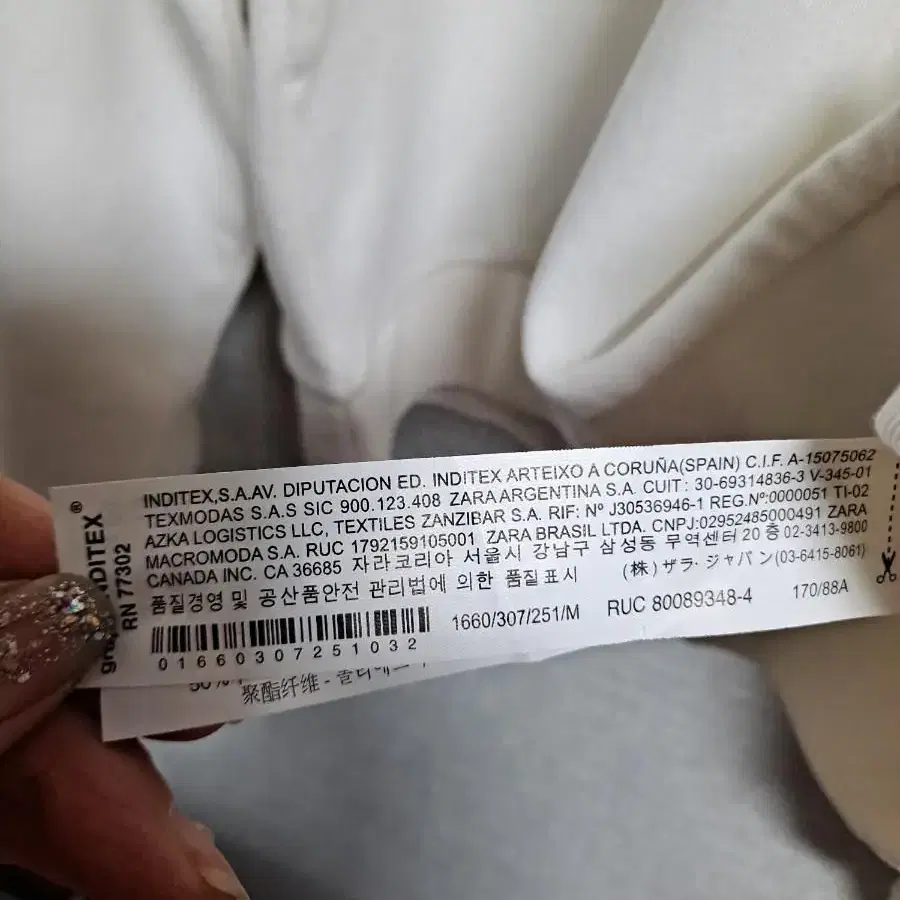 INDITEX
RN 77302
INDITEX,S.A.AV. DIPUTACION ED. INDITEX ARTEIXO A CORUÑA(SPAIN) C.I.F. A-15075062
TEXMODAS S.A.S SIC 900.123.408 ZARA ARGENTINA S.A. CUIT : 30-69314836-3 V-345-01
AZKA LOGISTICS LLC, TEXTILES ZANZIBAR S.A. RIF: Nº J30536946-1 REG.Nº:0000051 TI-02
MACROMODA S.A. RUC 1792159105001 ZARA BRASIL LTDA. CNPJ:02952485000491 ZARA
CANADA INC. CA 36685 자라코리아 서울시 강남구 삼성동 무역센터 20 층 02-3413-9800
품질경영 및 공산품안전 관리법에 의한 품질표시 (株) ザラ· ジャパン(03-6415-8061)
01660307251032 1660/307/251/M RUC 80089348-4 170/88A
50%
聚酯纤维 -